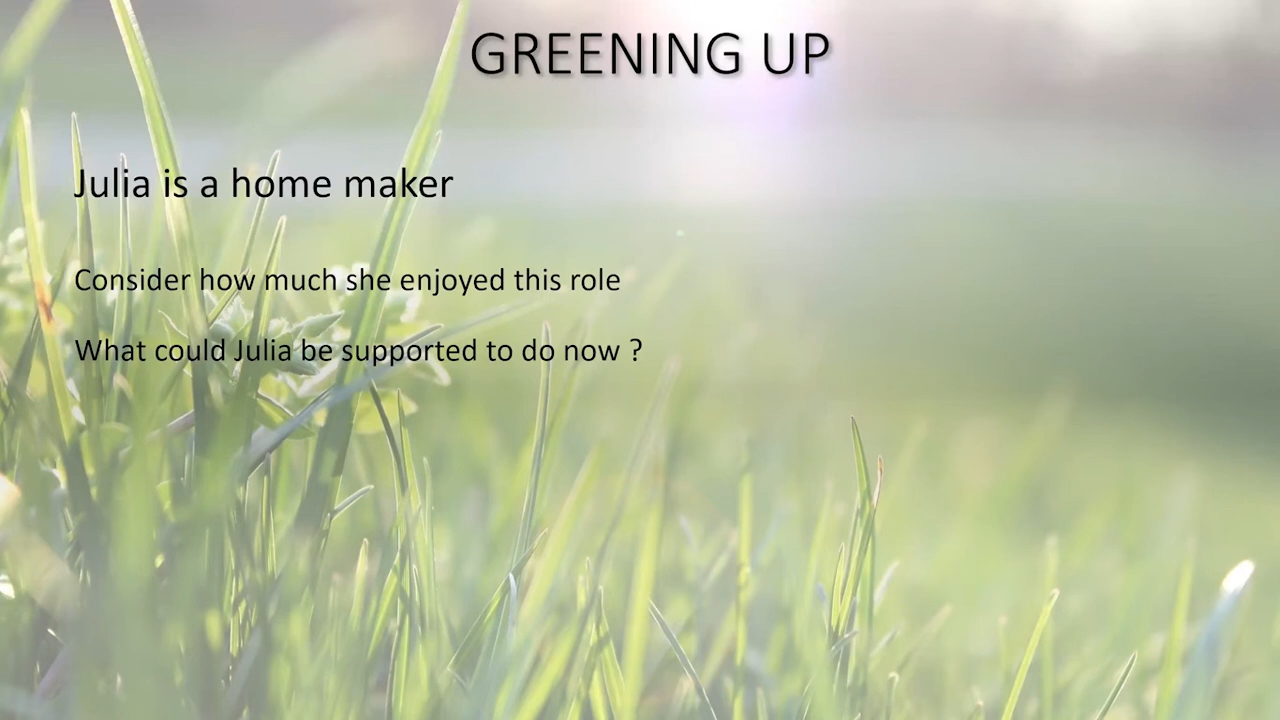 GREENING UP
Julia is a home maker
Consider how much she enjoyed this role
What could Julia be supported to do now ?